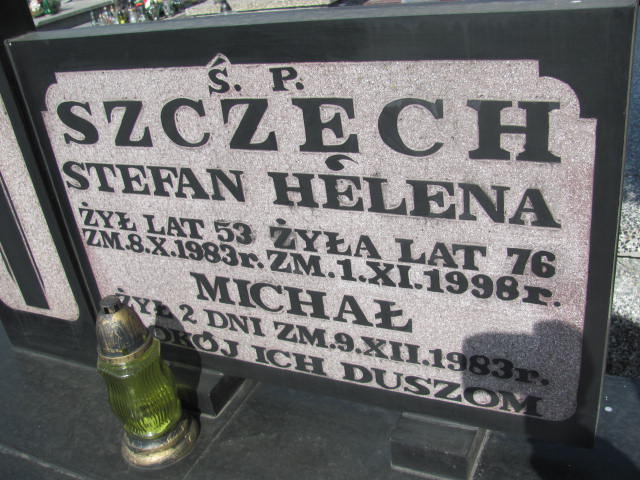 Ś. P.
SZCZĘCH
STEFAN HELENA
ŻYŁ LAT 53 ŻYŁA LAT 76
ZM.8.X.1983r. ZM.1.XI.1998r.
MICHAŁ
ŻYŁ 2 DNI ZM.9.XII.1983r.
POKÓJ ICH DUSZOM